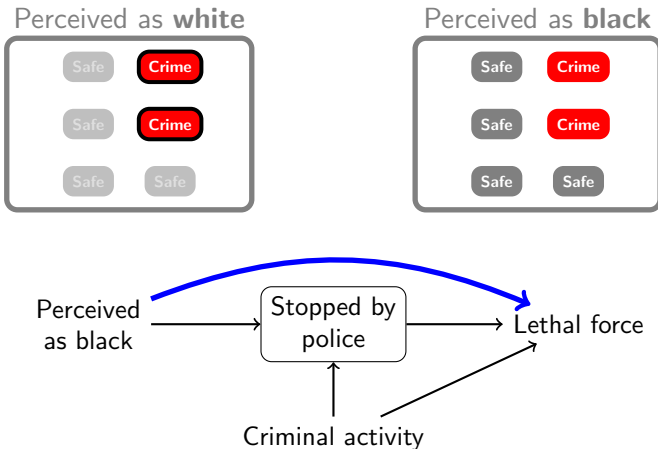 Perceived as white
Perceived as black
Safe Crime
Safe Crime
Safe Crime
Safe Crime
Safe Safe
Safe Safe
Perceived
as black
Stopped by
police
Lethal force
Criminal activity